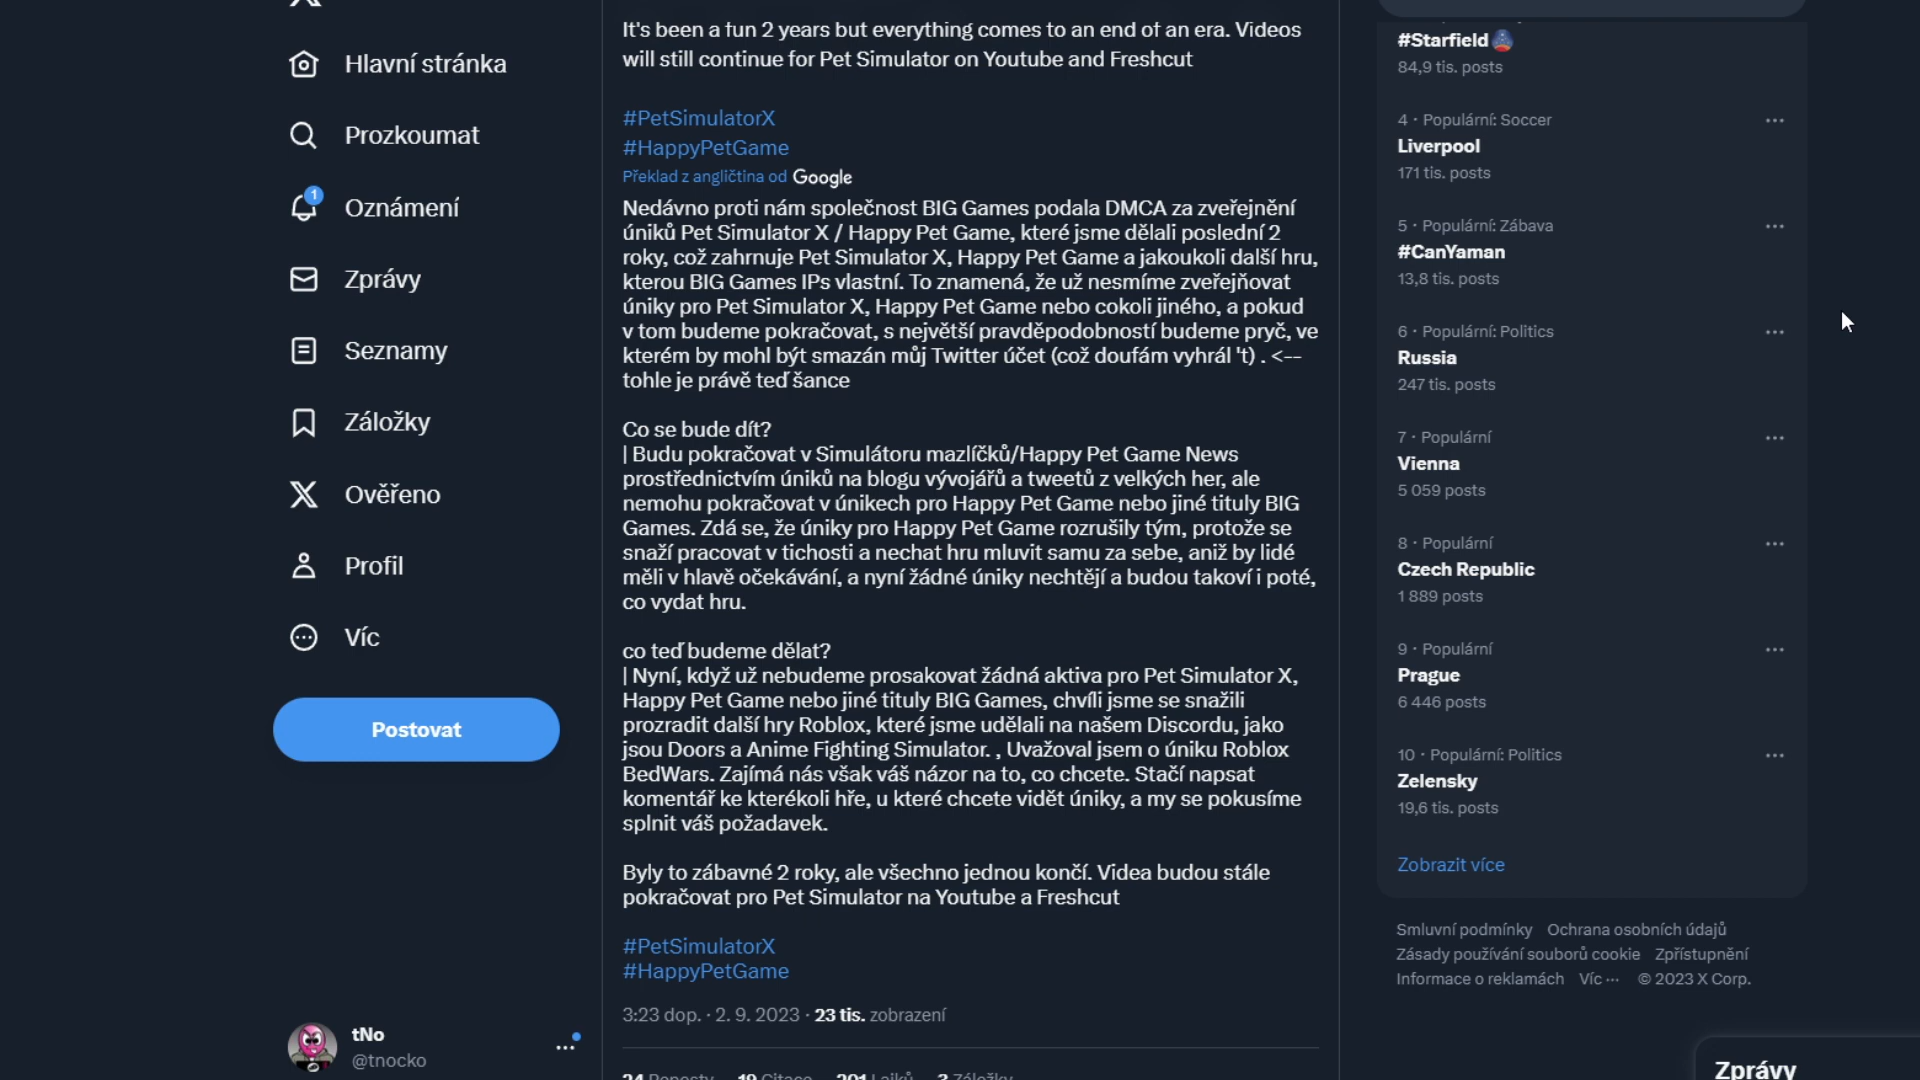 Hlavní stránka
Prozkoumat
1
Oznámení
Zprávy
Seznamy
Záložky
Ověřeno
Profil
Víc
Postovat
tNo
@tnocko
It's been a fun 2 years but everything comes to an end of an era. Videos
will still continue for Pet Simulator on Youtube and Freshcut
#PetSimulatorX
#HappyPetGame
Překlad z angličtina od Google
Nedávno proti nám společnost BIG Games podala DMCA za zveřejnění
úniků Pet Simulator X / Happy Pet Game, které jsme dělali poslední 2
roky, což zahrnuje Pet Simulator X, Happy Pet Game a jakoukoli další hru,
kterou BIG Games IPs vlastní. To znamená, že už nesmíme zveřejňovat
úniky pro Pet Simulator X, Happy Pet Game nebo cokoli jiného, a pokud
v tom budeme pokračovat, s největší pravděpodobností budeme pryč, ve
kterém by mohl být smazán můj Twitter účet (což doufám vyhrál 't) . <--
tohle je právě teď šance
Co se bude dít?
| Budu pokračovat v Simulátoru mazlíčků/Happy Pet Game News
prostřednictvím úniků na blogu vývojářů a tweetů z velkých her, ale
nemohu pokračovat v únikech pro Happy Pet Game nebo jiné tituly BIG
Games. Zdá se, že úniky pro Happy Pet Game rozrušily tým, protože se
snaží pracovat v tichosti a nechat hru mluvit samu za sebe, aniž by lidé
měli v hlavě očekávání, a nyní žádné úniky nechtějí a budou takoví i poté,
co vydat hru.
co teď budeme dělat?
| Nyní, když už nebudeme prosakovat žádná aktiva pro Pet Simulator X,
Happy Pet Game nebo jiné tituly BIG Games, chvíli jsme se snažili
prozradit další hry Roblox, které jsme udělali na našem Discordu, jako
jsou Doors a Anime Fighting Simulator. , Uvažoval jsem o úniku Roblox
BedWars. Zajímá nás však váš názor na to, co chcete. Stačí napsat
komentář ke kterékoli hře, u které chcete vidět úniky, a my se pokusíme
splnit váš požadavek.
Byly to zábavné 2 roky, ale všechno jednou končí. Videa budou stále
pokračovat pro Pet Simulator na Youtube a Freshcut
#PetSimulatorX
#HappyPetGame
3:23 dop. · 2. 9. 2023 · 23 tis. zobrazení
24 Reposty 19 Citace 201 Lajků 3 Záložky
#Starfield
84,9 tis. posts
4 · Populární: Soccer
Liverpool
171 tis. posts
5 · Populární: Zábava
#CanYaman
13,8 tis. posts
6 · Populární: Politics
Russia
247 tis. posts
7 · Populární
Vienna
5 059 posts
8 · Populární
Czech Republic
1 889 posts
9 · Populární
Prague
6 446 posts
10 · Populární: Politics
Zelensky
19,6 tis. posts
Zobrazit více
Smluvní podmínky Ochrana osobních údajů
Zásady používání souborů cookie Zpřístupnění
Informace o reklamách Víc ··· © 2023 X Corp.
Zprávy